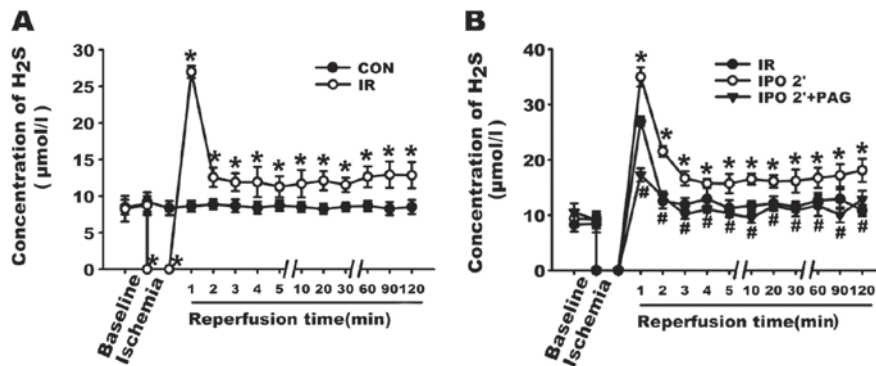 A
Concentration of H2S
( µmol/l )
30
25
20
15
10
5
0
CON
IR
*
* * * * * * * * * *
* *
Baseline
Ischemia
1 2 3 4 5 10 20 30 60 90 120
Reperfusion time(min)
B
Concentration of H2S
(µmol/l)
40
30
20
10
0
IR
IPO 2'
IPO 2'+PAG
*
*
* * * * * * * * *
#
# # # # # # # # # #
Baseline
Ischemia
1 2 3 4 5 10 20 30 60 90 120
Reperfusion time(min)